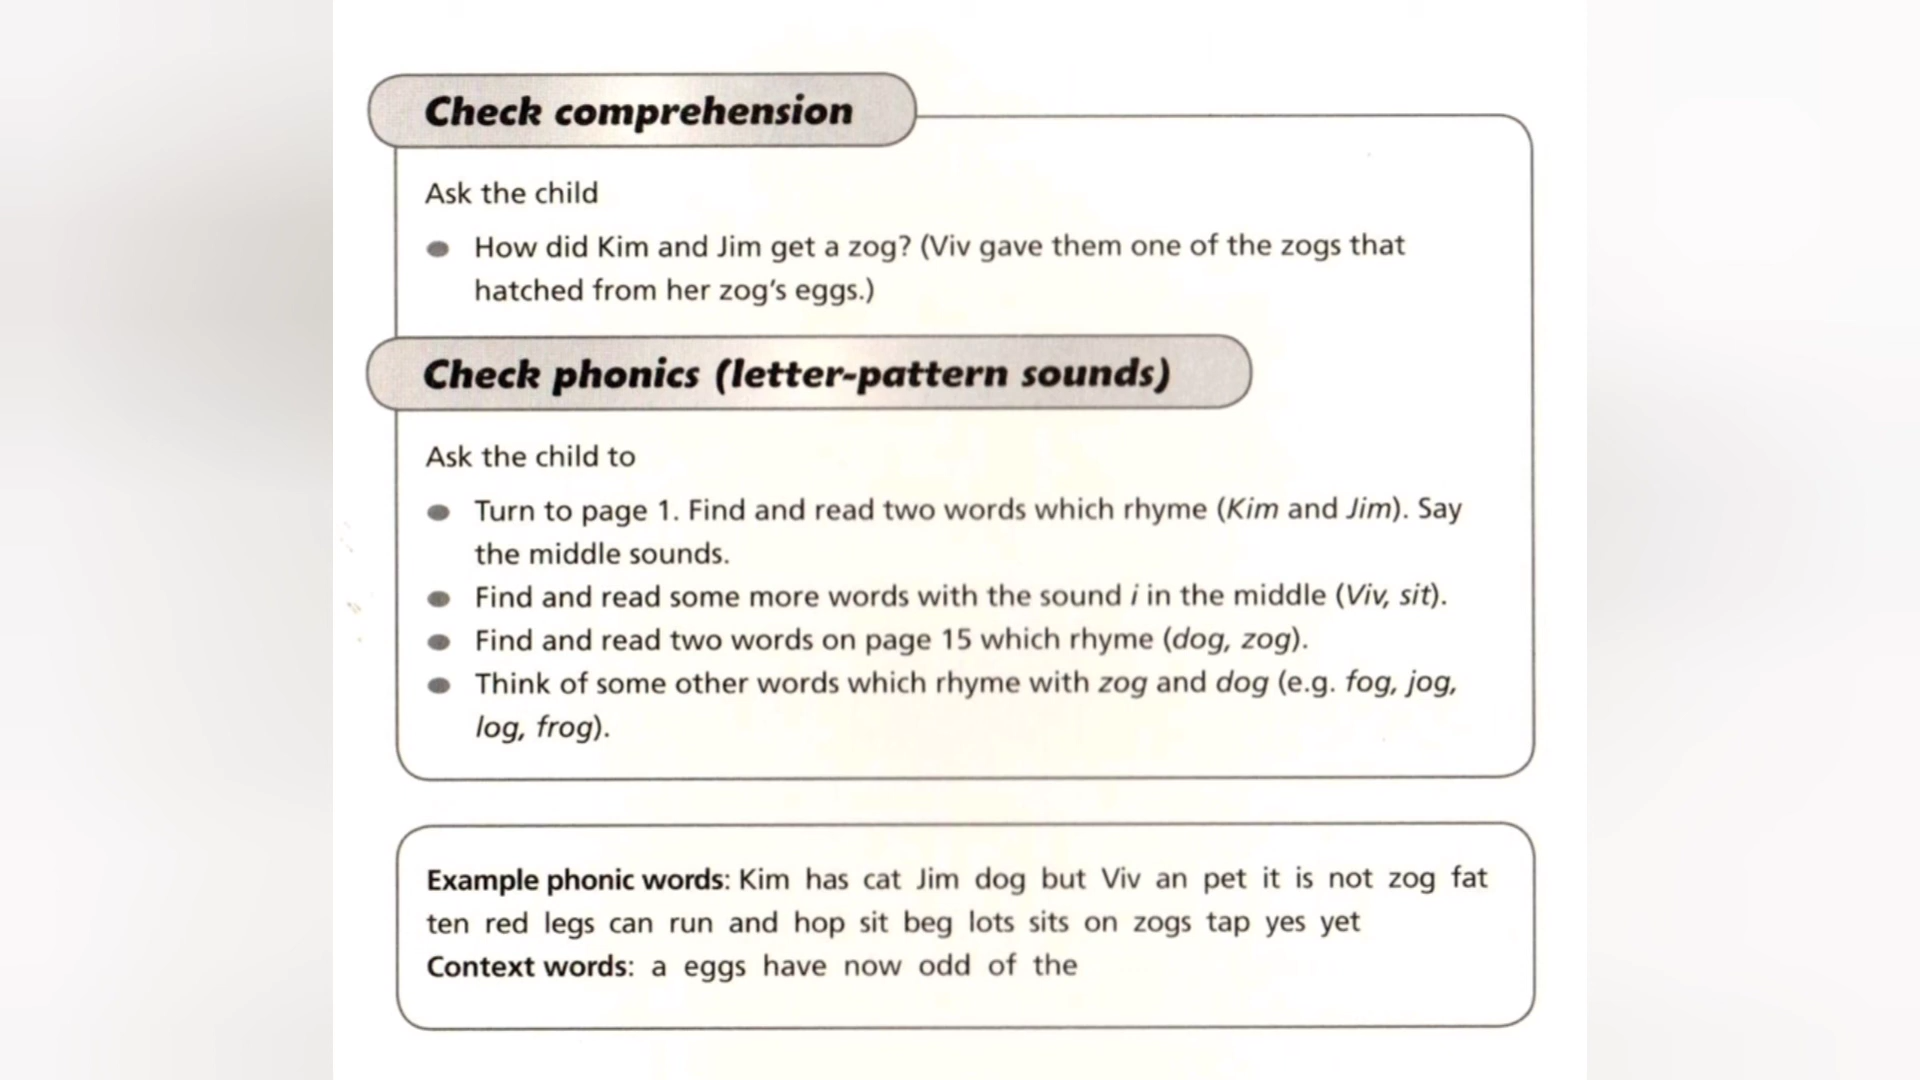 Check comprehension
Ask the child
How did Kim and Jim get a zog? (Viv gave them one of the zogs that
hatched from her zog's eggs.)
Check phonics (letter-pattern sounds)
Ask the child to
Turn to page 1. Find and read two words which rhyme (Kim and Jim). Say
the middle sounds.
Find and read some more words with the sound i in the middle (Viv, sit).
Find and read two words on page 15 which rhyme (dog, zog).
Think of some other words which rhyme with zog and dog (e.g. fog, jog,
log, frog).
Example phonic words: Kim has cat Jim dog but Viv an pet it is not zog fat
ten red legs can run and hop sit beg lots sits on zogs tap yes yet
Context words: a eggs have now odd of the